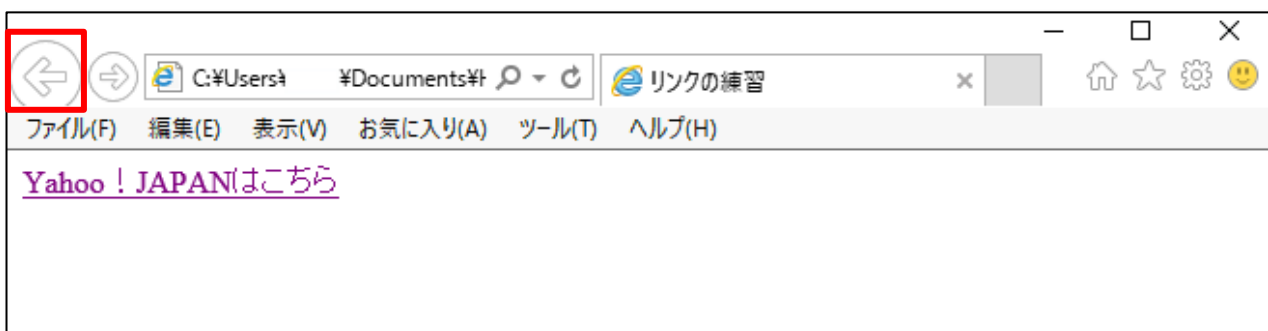 C:¥Users¥ ¥Documents¥ リンクの練習
ファイル(F) 編集(E) 表示(V) お気に入り(A) ツール(T) ヘルプ(H)
Yahoo！JAPANはこちら